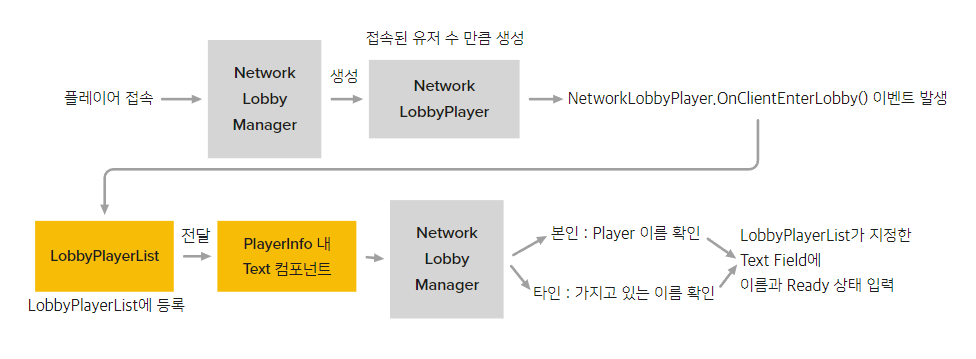 접속된 유저 수 만큼 생성
플레이어 접속
Network
Lobby
Manager
생성
Network
LobbyPlayer
NetworkLobbyPlayer.OnClientEnterLobby() 이벤트 발생
LobbyPlayerList
LobbyPlayerList에 등록
전달
PlayerInfo 내
Text 컴포넌트
Network
Lobby
Manager
본인 : Player 이름 확인
타인 : 가지고 있는 이름 확인
LobbyPlayerList가 지정한
Text Field에
이름과 Ready 상태 입력